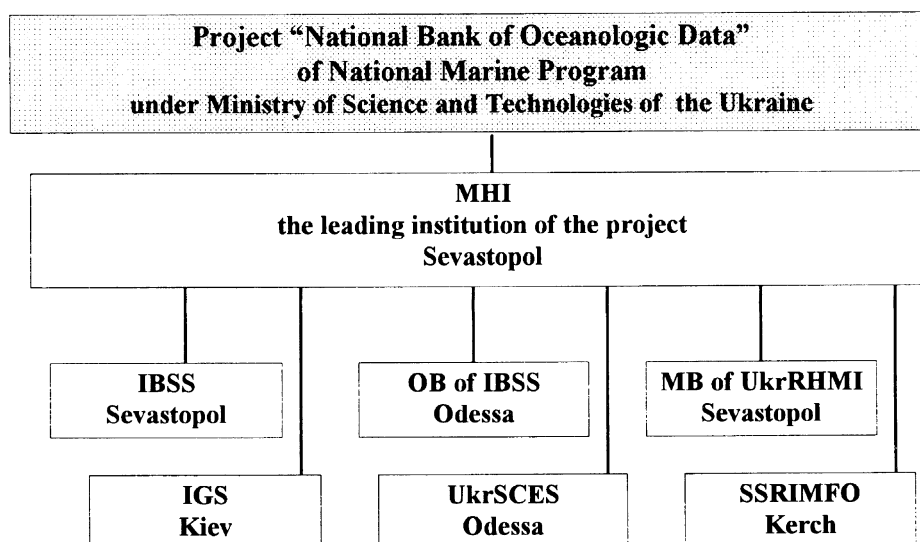 Project “National Bank of Oceanologic Data”
of National Marine Program
under Ministry of Science and Technologies of the Ukraine
MHI
the leading institution of the project
Sevastopol
IBSS
Sevastopol
OB of IBSS
Odessa
MB of UkrRHMI
Sevastopol
IGS
Kiev
UkrSCES
Odessa
SSRIMFO
Kerch